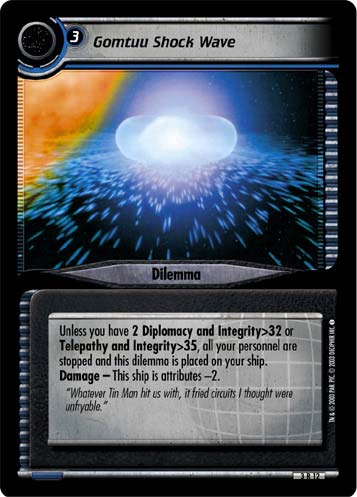 3
Gomtuu Shock Wave
Dilemma
Unless you have 2 Diplomacy and Integrity>32 or
Telepathy and Integrity>35, all your personnel are
stopped and this dilemma is placed on your ship.
Damage – This ship is attributes –2.
"Whatever Tin Man hit us with, it fried circuits I thought were
unfryable."
TM & © 2003 PAR. PIC. © 2003 DECIPHER INC.
3 R 12